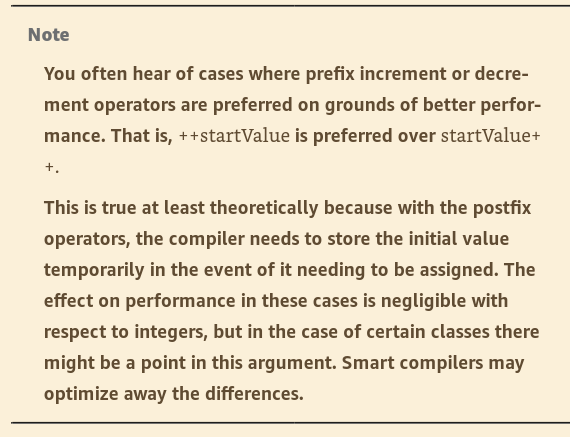 Note
You often hear of cases where prefix increment or decre-
ment operators are preferred on grounds of better perfor-
mance. That is, ++startValue is preferred over startValue+
+.
This is true at least theoretically because with the postfix
operators, the compiler needs to store the initial value
temporarily in the event of it needing to be assigned. The
effect on performance in these cases is negligible with
respect to integers, but in the case of certain classes there
might be a point in this argument. Smart compilers may
optimize away the differences.